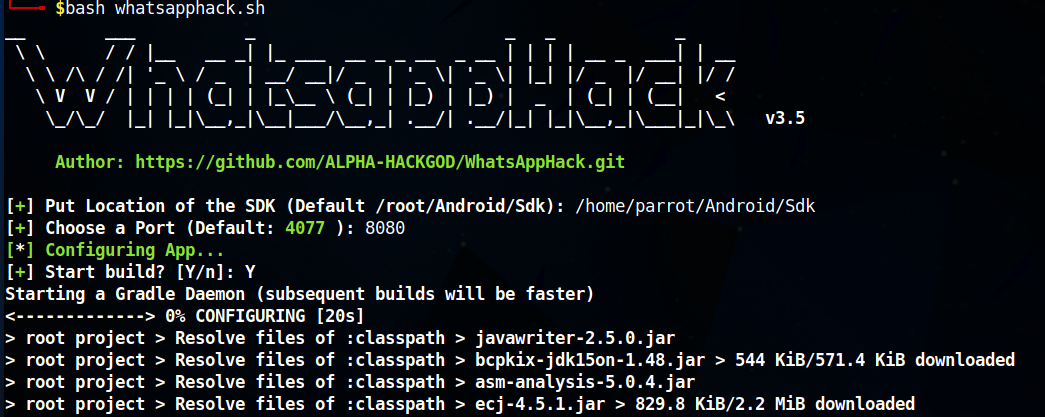 $bash whatsapphack.sh
WhatsappHack v3.5
Author: https://github.com/ALPHA-HACKGOD/WhatsAppHack.git
[+] Put Location of the SDK (Default /root/Android/Sdk): /home/parrot/Android/Sdk
[+] Choose a Port (Default: 4077 ): 8080
[*] Configuring App...
[+] Start build? [Y/n]: Y
Starting a Gradle Daemon (subsequent builds will be faster)
<-------------> 0% CONFIGURING [20s]
> root project > Resolve files of :classpath > javawriter-2.5.0.jar
> root project > Resolve files of :classpath > bcpkix-jdk15on-1.48.jar > 544 KiB/571.4 KiB downloaded
> root project > Resolve files of :classpath > asm-analysis-5.0.4.jar
> root project > Resolve files of :classpath > ecj-4.5.1.jar > 829.8 KiB/2.2 MiB downloaded